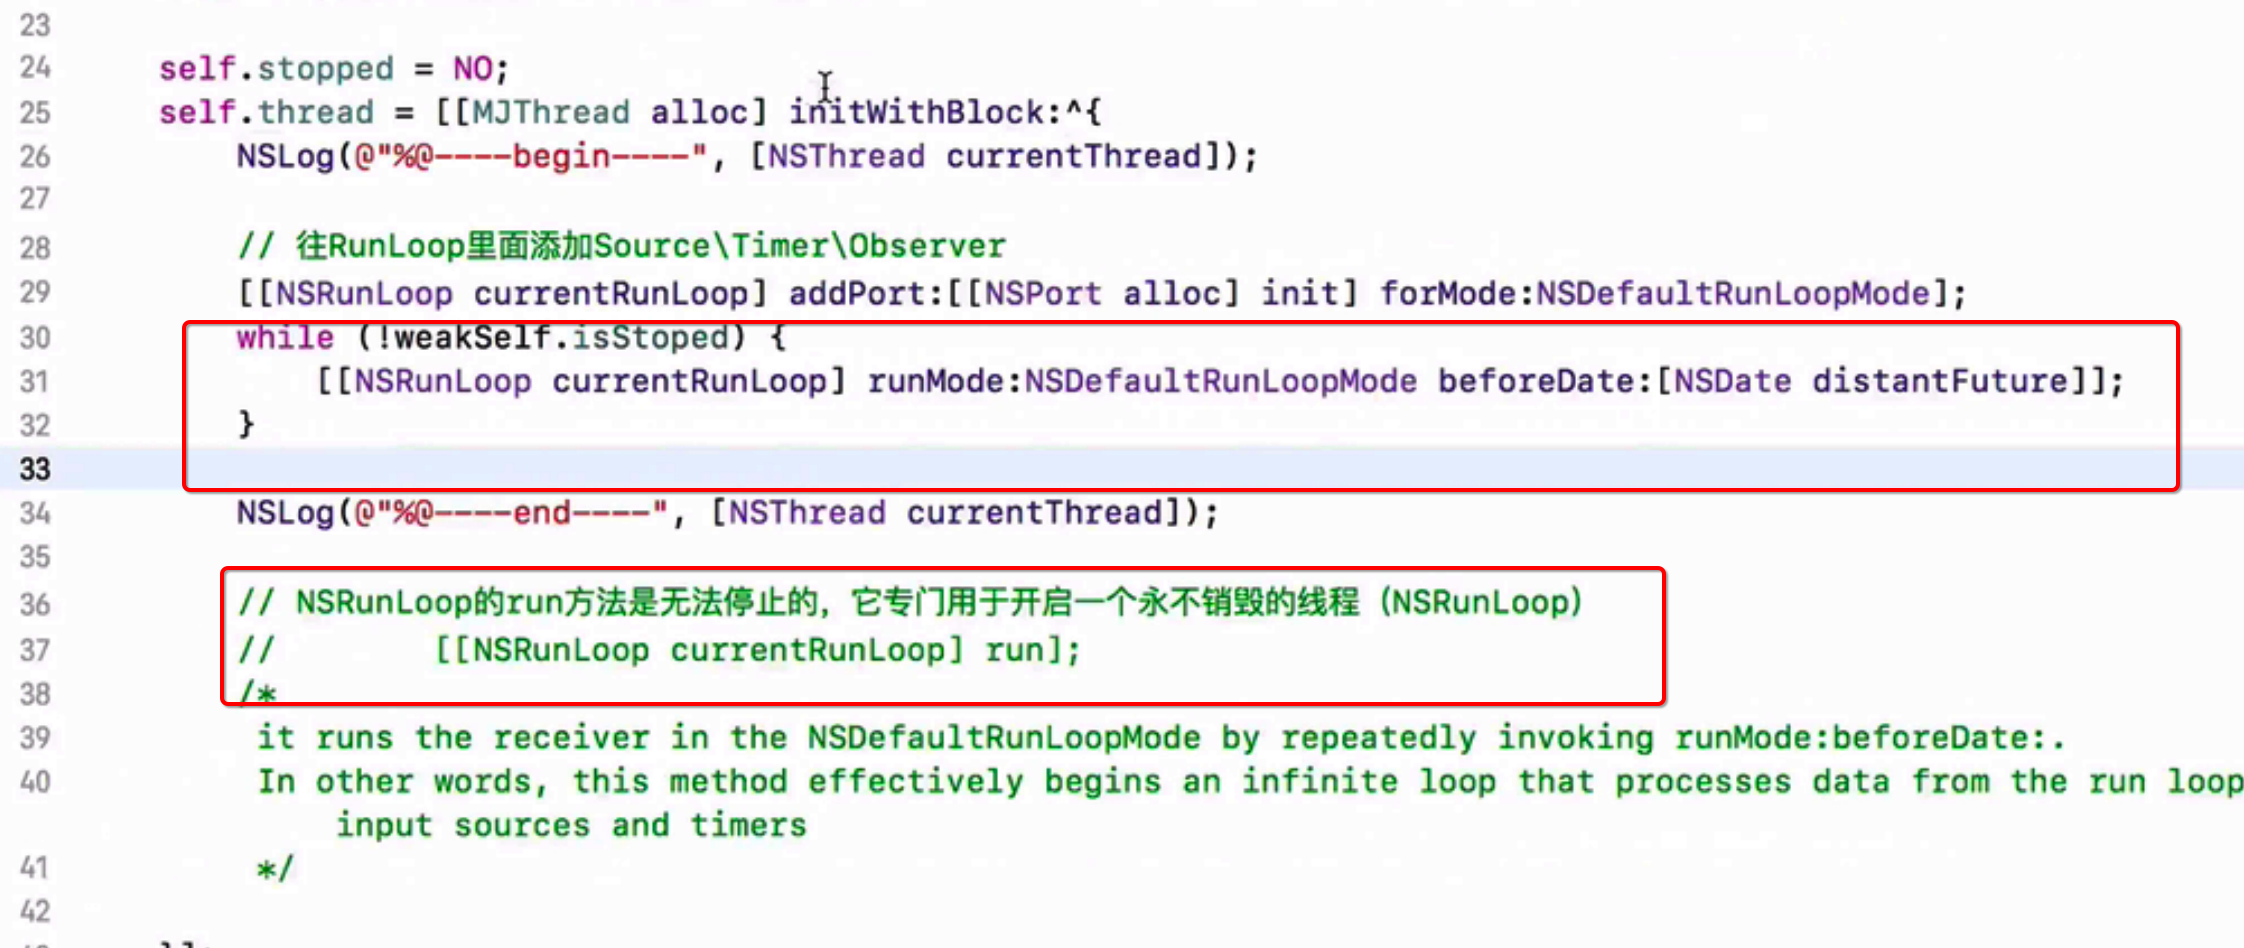 23
24 self.stopped = NO;
25 self.thread = [[MJThread alloc] initWithBlock:^{
26 NSLog(@"%@----begin----", [NSThread currentThread]);
27
28 // 往RunLoop里面添加Source\Timer\Observer
29 [[NSRunLoop currentRunLoop] addPort:[[NSPort alloc] init] forMode:NSDefaultRunLoopMode];
30 while (!weakSelf.isStoped) {
31 [[NSRunLoop currentRunLoop] runMode:NSDefaultRunLoopMode beforeDate:[NSDate distantFuture]];
32 }
33
34 NSLog(@"%@----end----", [NSThread currentThread]);
35
36 // NSRunLoop的run方法是无法停止的，它专门用于开启一个永不销毁的线程（NSRunLoop）
37 // [[NSRunLoop currentRunLoop] run];
38 /*
39 it runs the receiver in the NSDefaultRunLoopMode by repeatedly invoking runMode:beforeDate:.
40 In other words, this method effectively begins an infinite loop that processes data from the run loop
input sources and timers
41 */
42